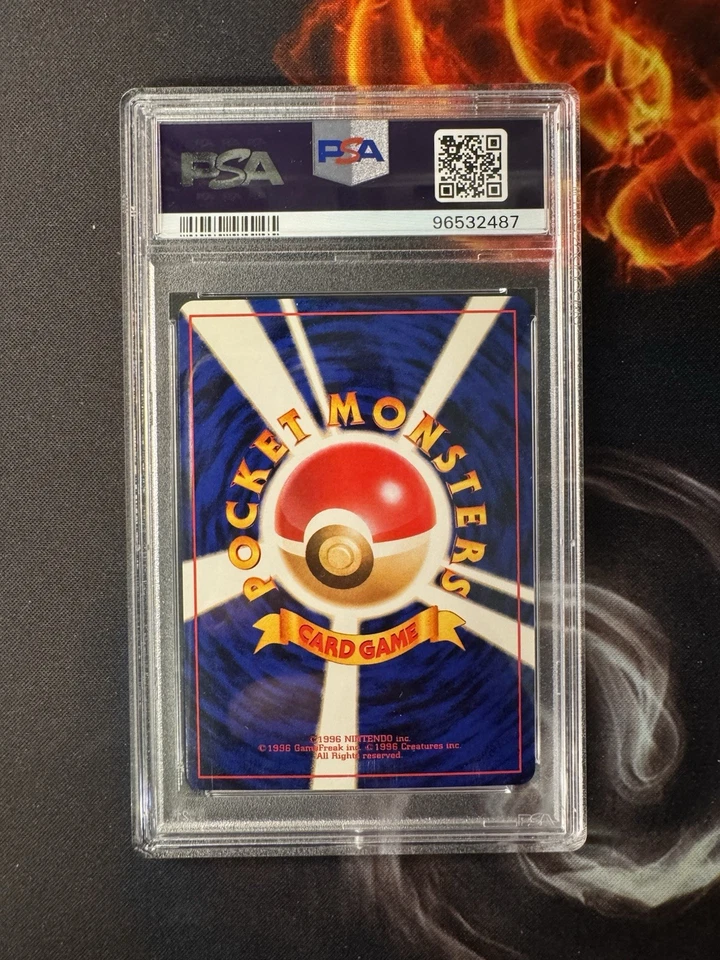 PSA
PSA
96532487
POCKET MONSTERS
CARD GAME
©1996 NINTENDO inc.
©1996 GameFreak inc. ©1996 Creatures inc.
All Rights reserved.
PSA